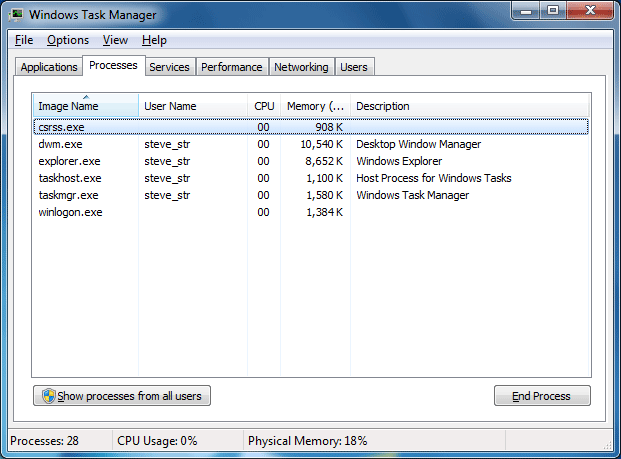 Windows Task Manager
File Options View Help
Applications Processes Services Performance Networking Users
Image Name User Name CPU Memory (... Description
csrss.exe 00 908 K
dwm.exe steve_str 00 10,540 K Desktop Window Manager
explorer.exe steve_str 00 8,652 K Windows Explorer
taskhost.exe steve_str 00 1,100 K Host Process for Windows Tasks
taskmgr.exe steve_str 00 1,580 K Windows Task Manager
winlogon.exe 00 1,384 K
Show processes from all users End Process
Processes: 28 CPU Usage: 0% Physical Memory: 18%